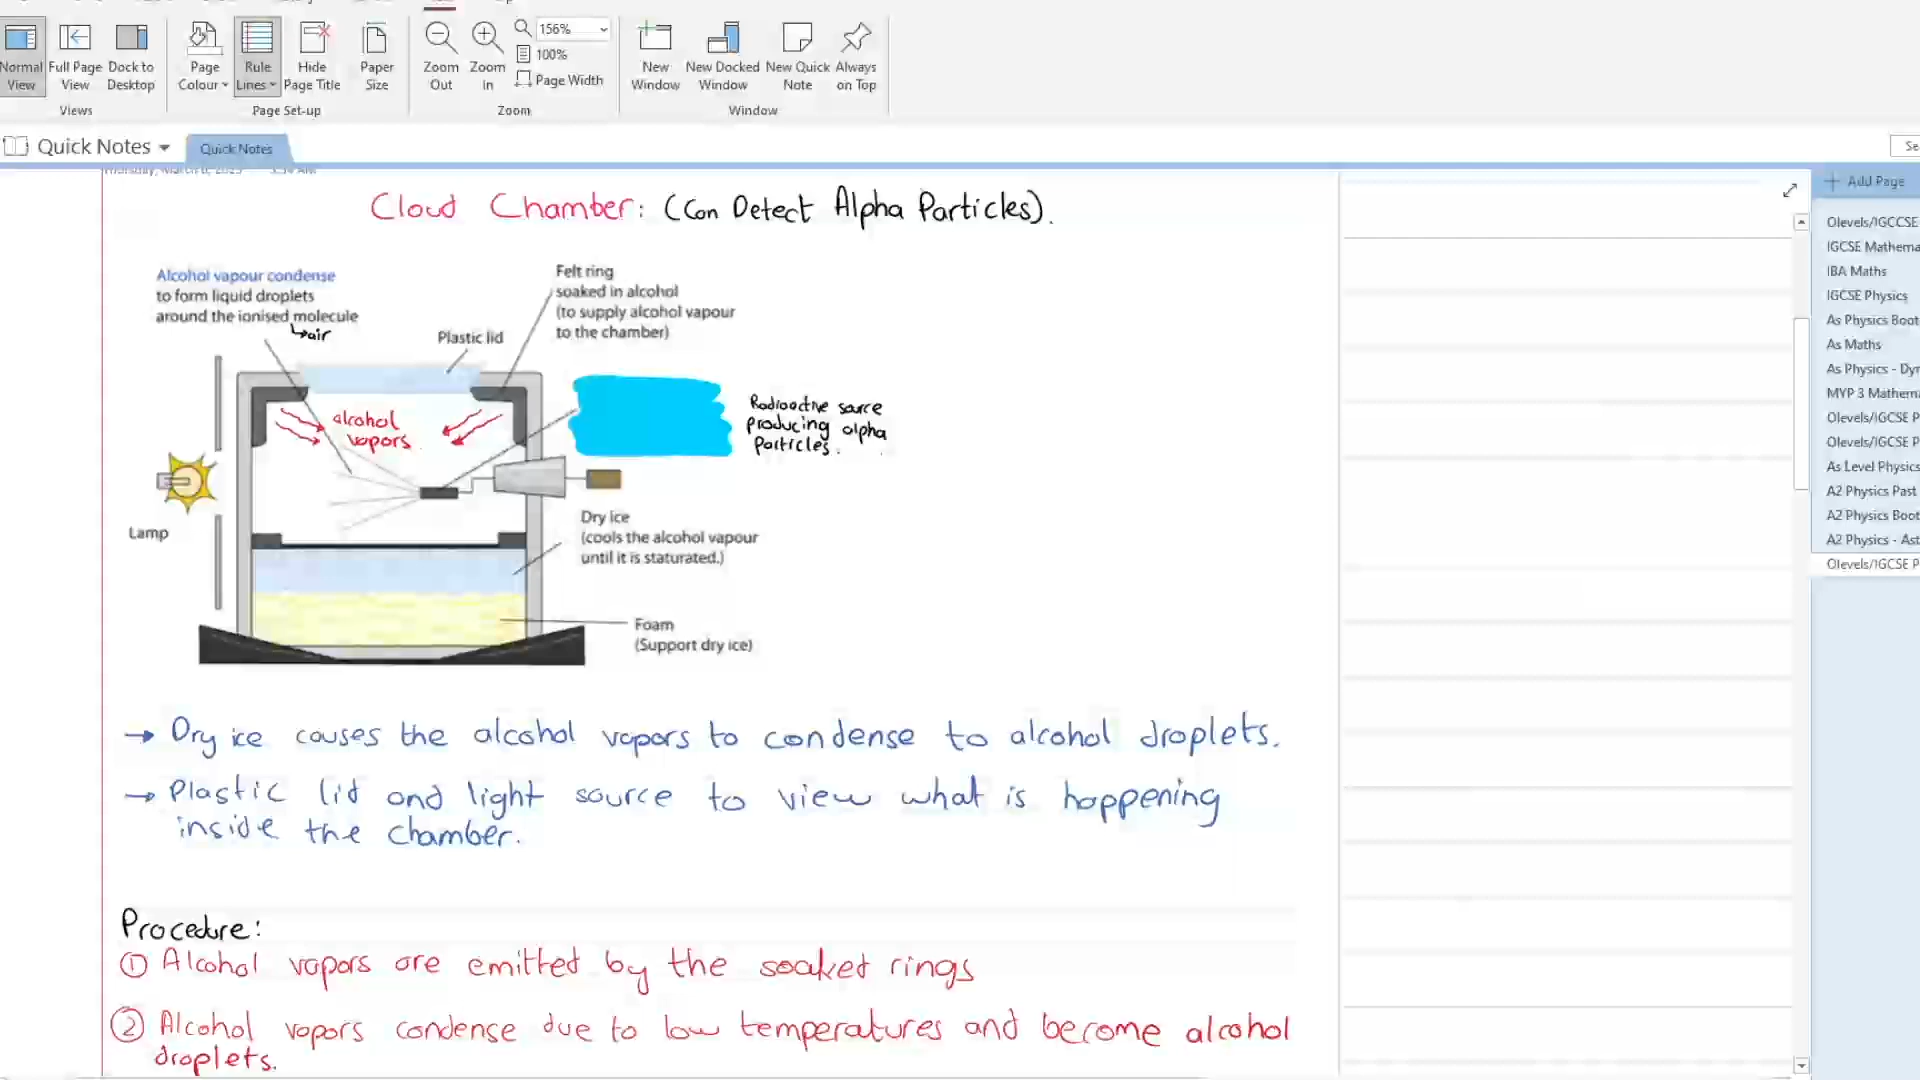 Normal View
Full Page View
Dock to Desktop
Views
Page Colour
Rule Lines
Hide Page Title
Paper Size
Page Set-up
Zoom Out
Zoom In
156%
100%
Page Width
Zoom
New Window
New Docked Window
New Quick Note
Always on Top
Window
Quick Notes
Quick Notes
Se
Add Page
Olevels/IGCCSE
IGCSE Mathema
IBA Maths
IGCSE Physics
As Physics Boot
As Maths
As Physics - Dyn
MYP 3 Mathema
Olevels/IGCSE P
Olevels/IGCSE P
As Level Physics
A2 Physics Past
A2 Physics Boot
A2 Physics - Ast
Olevels/IGCSE P
Cloud Chamber: (Can Detect Alpha Particles).
Alcohol vapour condense
to form liquid droplets
around the ionised molecule
↳air
Felt ring
soaked in alcohol
(to supply alcohol vapour
to the chamber)
Plastic lid
alcohol
vapors
Radioactive source
producing alpha
particles.
Lamp
Dry ice
(cools the alcohol vapour
until it is staturated.)
Foam
(Support dry ice)
→ Dry ice causes the alcohol vapors to condense to alcohol droplets.
→ Plastic lid and light source to view what is happening
inside the chamber.
Procedure:
① Alcohol vapors are emitted by the soaked rings
② Alcohol vapors condense due to low temperatures and become alcohol
droplets.